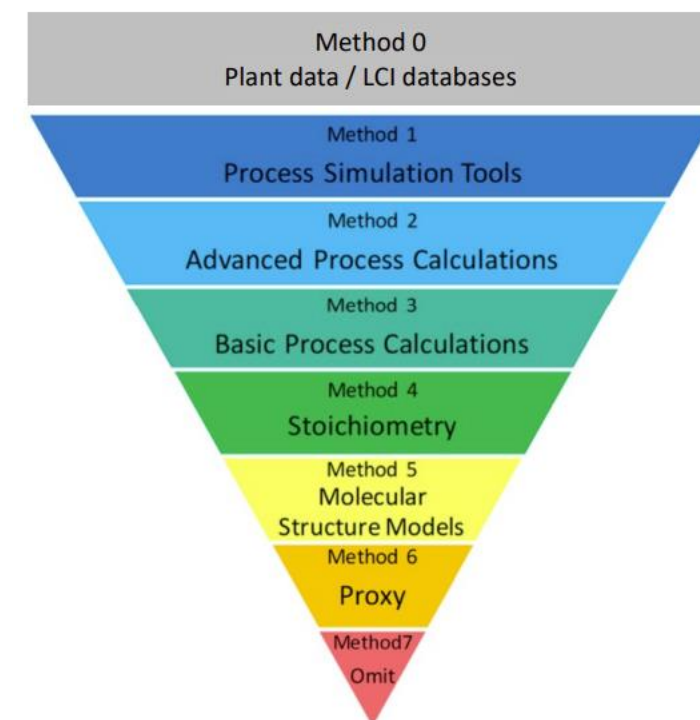 Method 0
Plant data / LCI databases
Method 1
Process Simulation Tools
Method 2
Advanced Process Calculations
Method 3
Basic Process Calculations
Method 4
Stoichiometry
Method 5
Molecular
Structure Models
Method 6
Proxy
Method7
Omit